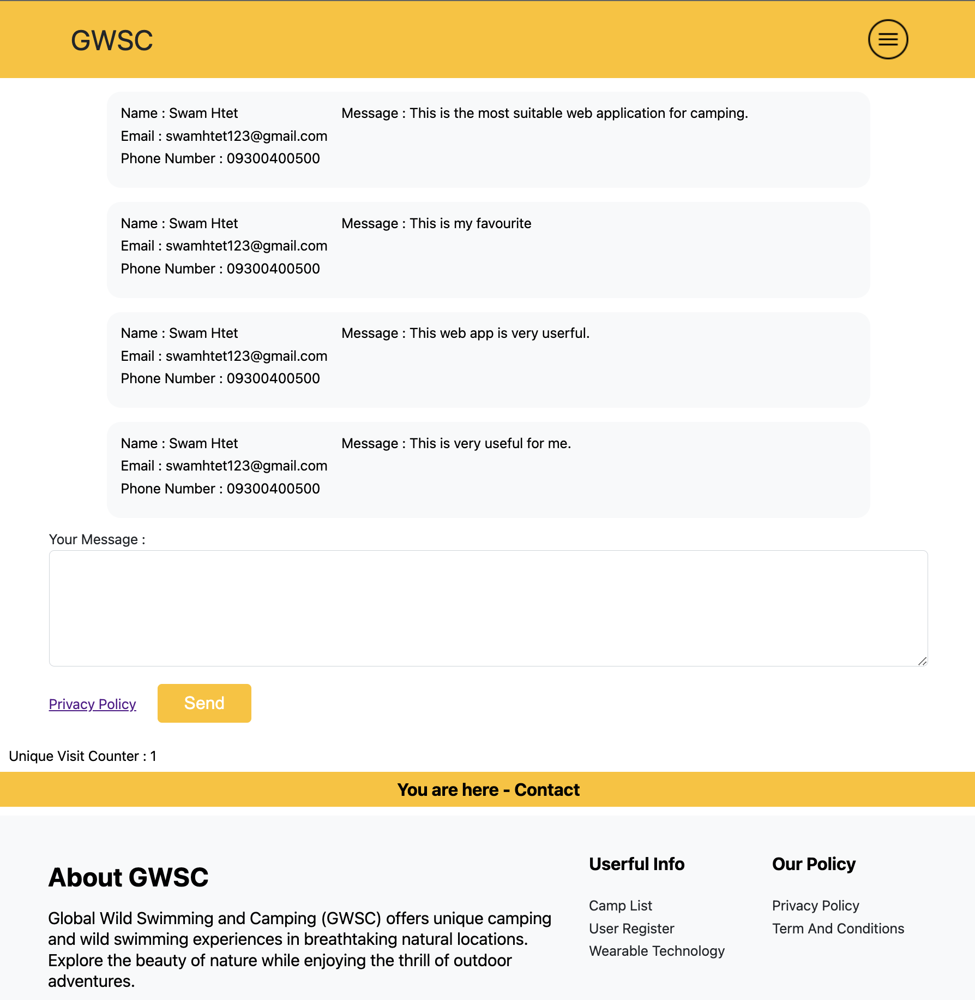 GWSC
Name : Swam Htet
Email : swamhtet123@gmail.com
Phone Number : 09300400500
Message : This is the most suitable web application for camping.
Name : Swam Htet
Email : swamhtet123@gmail.com
Phone Number : 09300400500
Message : This is my favourite
Name : Swam Htet
Email : swamhtet123@gmail.com
Phone Number : 09300400500
Message : This web app is very userful.
Name : Swam Htet
Email : swamhtet123@gmail.com
Phone Number : 09300400500
Message : This is very useful for me.
Your Message :
Privacy Policy
Send
Unique Visit Counter : 1
You are here - Contact
About GWSC
Global Wild Swimming and Camping (GWSC) offers unique camping
and wild swimming experiences in breathtaking natural locations.
Explore the beauty of nature while enjoying the thrill of outdoor
adventures.
Userful Info
Camp List
User Register
Wearable Technology
Our Policy
Privacy Policy
Term And Conditions